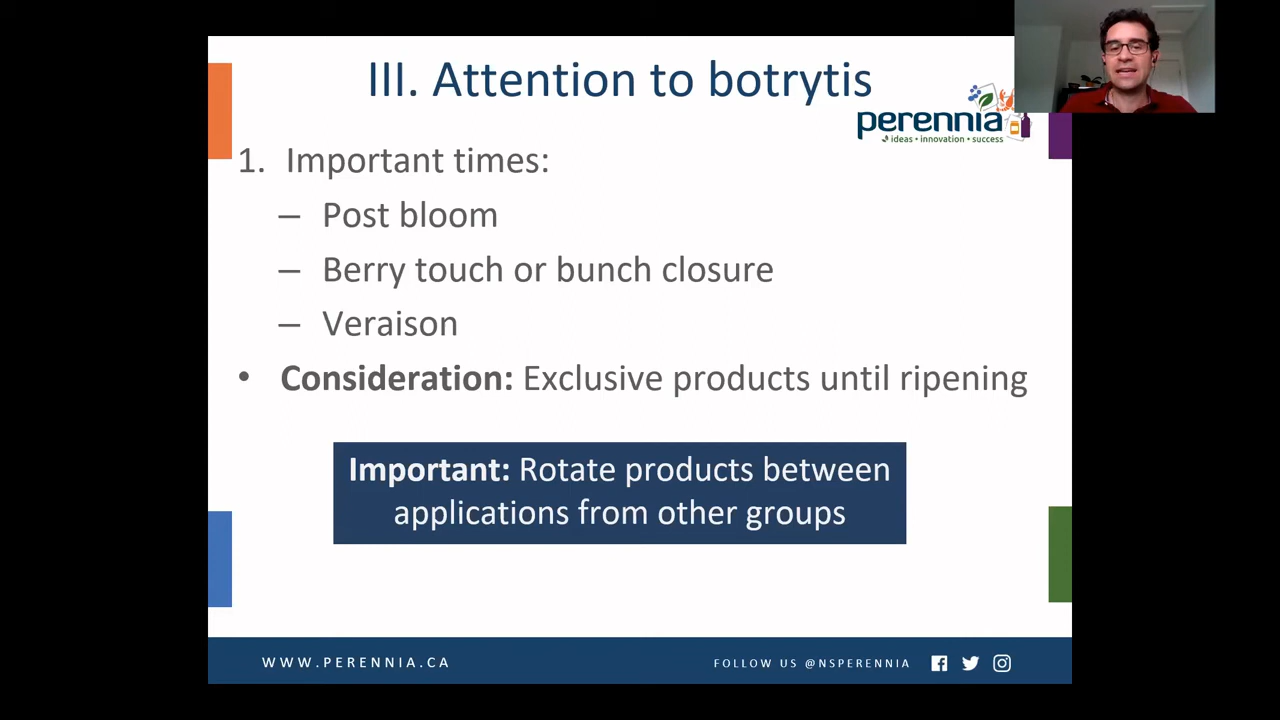 III. Attention to botrytis
perennia
ideas • innovation • success
1. Important times:
– Post bloom
– Berry touch or bunch closure
– Veraison
• Consideration: Exclusive products until ripening
Important: Rotate products between
applications from other groups
WWW.PERENNIA.CA
FOLLOW US @NSPERENNIA